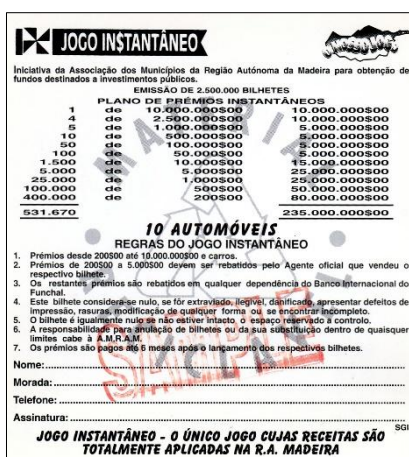 JOGO IN$TANTÂNEO
Iniciativa da Associação dos Municípios da Região Autónoma da Madeira para obtenção de
fundos destinados a investimentos públicos.
EMISSÃO DE 2.500.000 BILHETES
PLANO DE PRÉMIOS INSTANTÂNEOS
1 de 10.000.000$00 10.000.000$00
4 de 2.500.000$00 10.000.000$00
5 de 1.000.000$00 5.000.000$00
10 de 500.000$00 5.000.000$00
50 de 100.000$00 5.000.000$00
100 de 50.000$00 5.000.000$00
1.500 de 10.000$00 15.000.000$00
5.000 de 5.000$00 25.000.000$00
25.000 de 1.000$00 25.000.000$00
100.000 de 500$00 50.000.000$00
400.000 de 200$00 80.000.000$00
531.670 235.000.000$00
10 AUTOMÓVEIS
REGRAS DO JOGO INSTANTÂNEO
1. Prémios desde 200$00 até 10.000.000$00 e carros.
2. Prémios de 200$00 a 5.000$00 devem ser rebatidos pelo Agente oficial que vendeu o
respectivo bilhete.
3. Os restantes prémios são rebatidos em qualquer dependência do Banco Internacional do
Funchal.
4. Este bilhete considera-se nulo, se fôr extraviado, ilegível, danificado, apresentar defeitos de
impressão, rasuras, modificação de qualquer forma ou se encontrar incompleto.
5. O bilhete é igualmente nulo se não estiver intacto, o espaço reservado a controlo.
6. A responsabilidade da anulação de bilhetes ou da sua substituição dentro de quaisquer
limites cabe à A.M.R.A.M.
7. Os prémios são pagos até 6 meses após o lançamento dos respectivos bilhetes.
Nome:
Morada:
Telefone:
Assinatura:
SGI
JOGO INSTANTÂNEO - O ÚNICO JOGO CUJAS RECEITAS SÃO
TOTALMENTE APLICADAS NA R.A. MADEIRA
SAMPLE